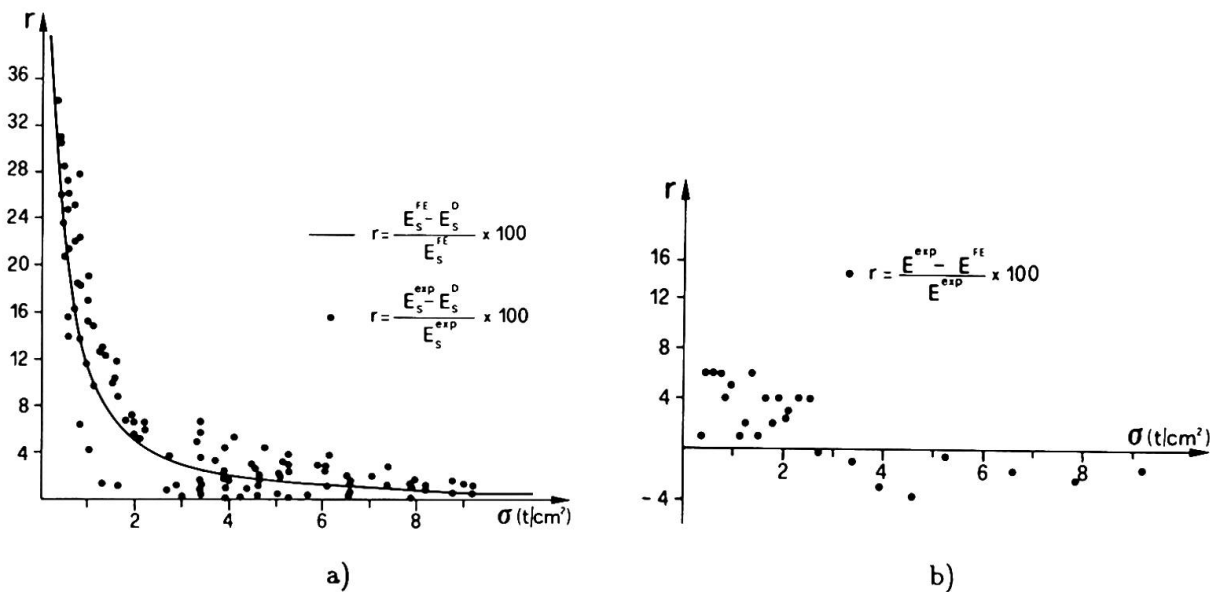 r
36
32
28
24
20
16
12
8
4
2 4 6 8
σ (t/cm²)
r = (E_s^FE − E_s^D) / E_s^FE × 100
r = (E_s^exp − E_s^D) / E_s^exp × 100
a)
r
16
12
8
4
- 4
2 4 6 8
σ (t/cm²)
r = (E^exp − E^FE) / E^exp × 100
b)